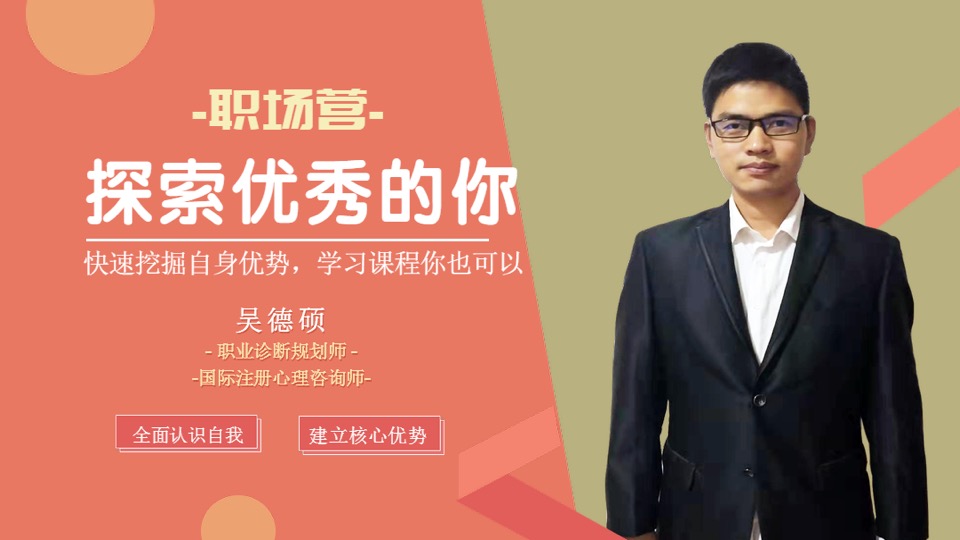 -职场营-
探索优秀的你
快速挖掘自身优势，学习课程你也可以
吴德硕
- 职业诊断规划师 -
-国际注册心理咨询师-
全面认识自我
建立核心优势